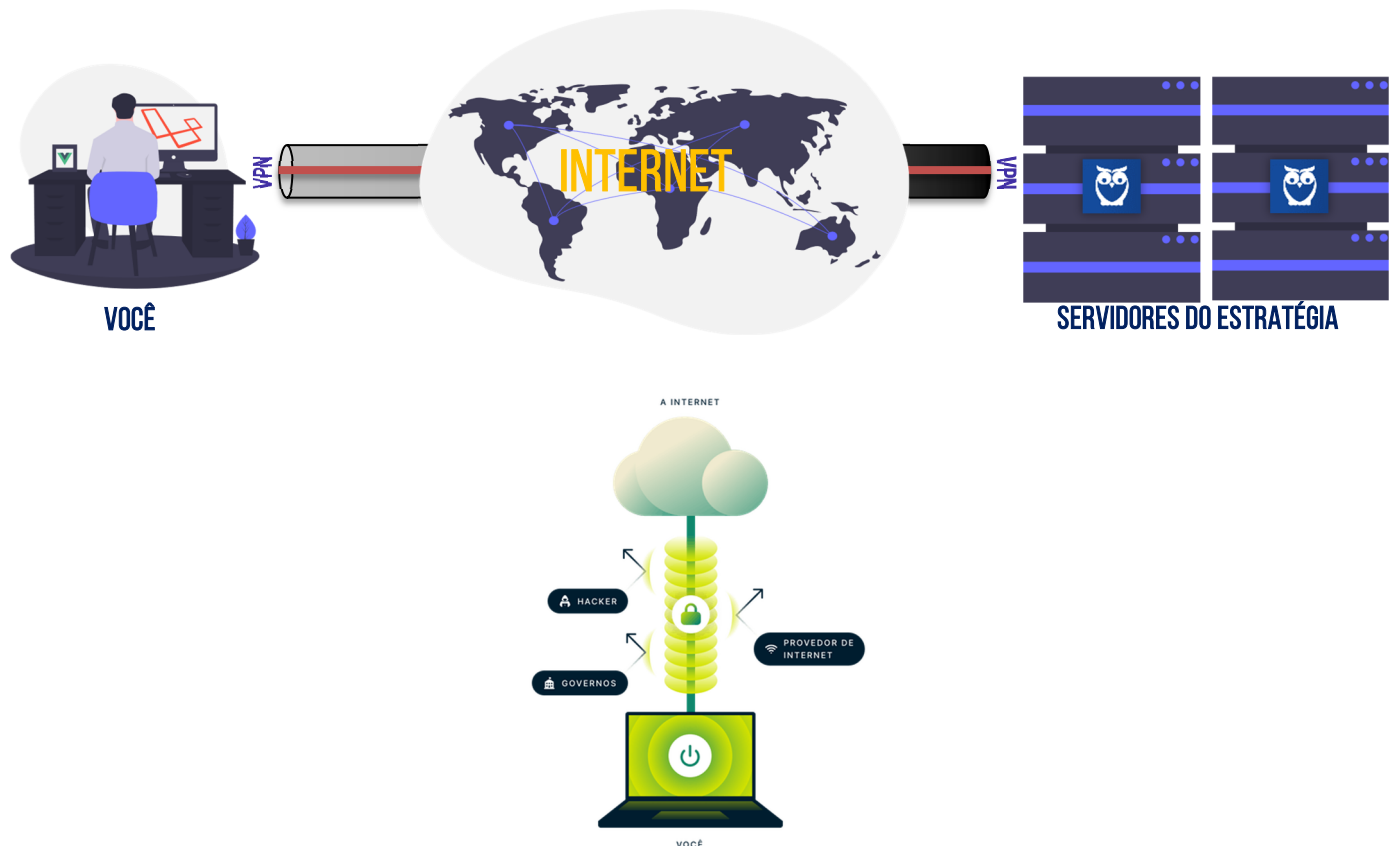 VPN
INTERNET
VPN
VOCÊ
SERVIDORES DO ESTRATÉGIA
A INTERNET
HACKER
PROVEDOR DE
INTERNET
GOVERNOS
VOCÊ